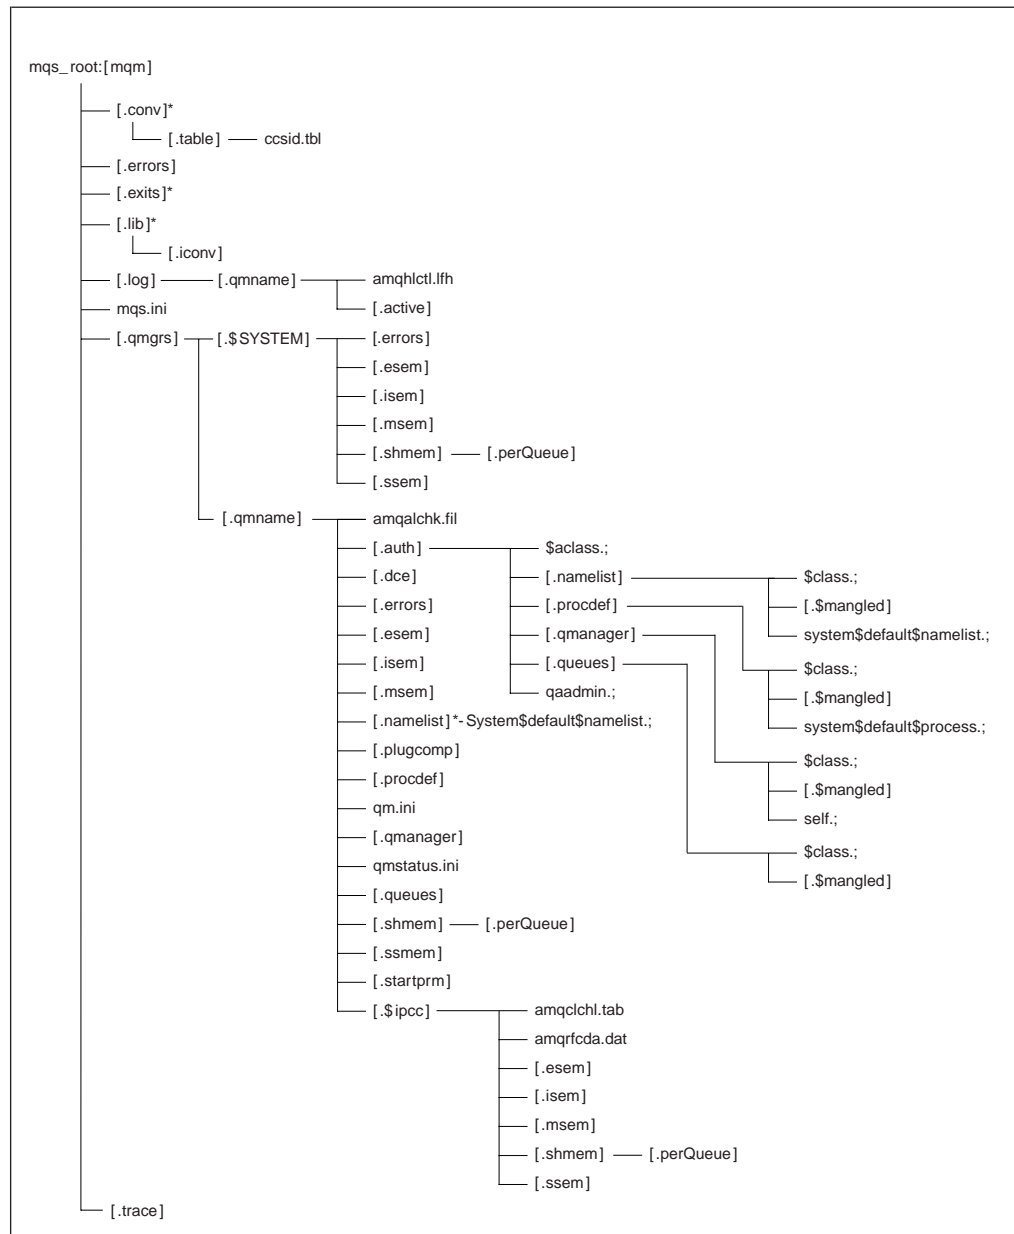 mqs_root:[mqm]
[.conv]*
[.table] ccsid.tbl
[.errors]
[.exits]*
[.lib]*
[.iconv]
[.log] [.qmname] amqhlctl.lfh
[.active]
mqs.ini
[.qmgrs] [.$SYSTEM] [.errors]
[.esem]
[.isem]
[.msem]
[.shmem] [.perQueue]
[.ssem]
[.qmname] amqalchk.fil
[.auth] $aclass.;
[.dce] [.namelist] $class.;
[.errors] [.procdef] [.$mangled]
[.esem] [.qmanager] system$default$namelist.;
[.isem] [.queues] $class.;
[.msem] qaadmin.; [.$mangled]
[.namelist]*-System$default$namelist.; system$default$process.;
[.plugcomp] $class.;
[.procdef] [.$mangled]
qm.ini self.;
[.qmanager] $class.;
qmstatus.ini [.$mangled]
[.queues]
[.shmem] [.perQueue]
[.ssmem]
[.startprm]
[.$ipcc] amqclchl.tab
amqrfcda.dat
[.esem]
[.isem]
[.msem]
[.shmem] [.perQueue]
[.ssem]
[.trace]